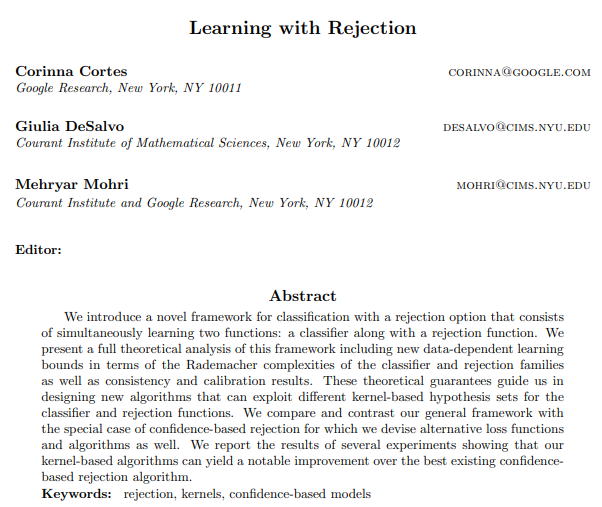 Learning with Rejection
Corinna Cortes corinna@google.com
Google Research, New York, NY 10011
Giulia DeSalvo desalvo@cims.nyu.edu
Courant Institute of Mathematical Sciences, New York, NY 10012
Mehryar Mohri mohri@cims.nyu.edu
Courant Institute and Google Research, New York, NY 10012
Editor:
Abstract
We introduce a novel framework for classification with a rejection option that consists
of simultaneously learning two functions: a classifier along with a rejection function. We
present a full theoretical analysis of this framework including new data-dependent learning
bounds in terms of the Rademacher complexities of the classifier and rejection families
as well as consistency and calibration results. These theoretical guarantees guide us in
designing new algorithms that can exploit different kernel-based hypothesis sets for the
classifier and rejection functions. We compare and contrast our general framework with
the special case of confidence-based rejection for which we devise alternative loss functions
and algorithms as well. We report the results of several experiments showing that our
kernel-based algorithms can yield a notable improvement over the best existing confidence-
based rejection algorithm.
Keywords: rejection, kernels, confidence-based models